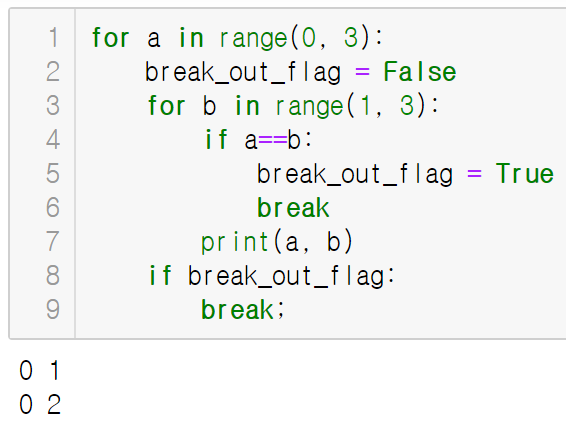 1 for a in range(0, 3):
2     break_out_flag = False
3     for b in range(1, 3):
4         if a==b:
5             break_out_flag = True
6             break
7         print(a, b)
8     if break_out_flag:
9         break;
0 1
0 2